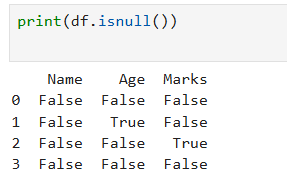 print(df.isnull())
Name Age Marks
0 False False False
1 False True False
2 False False True
3 False False False